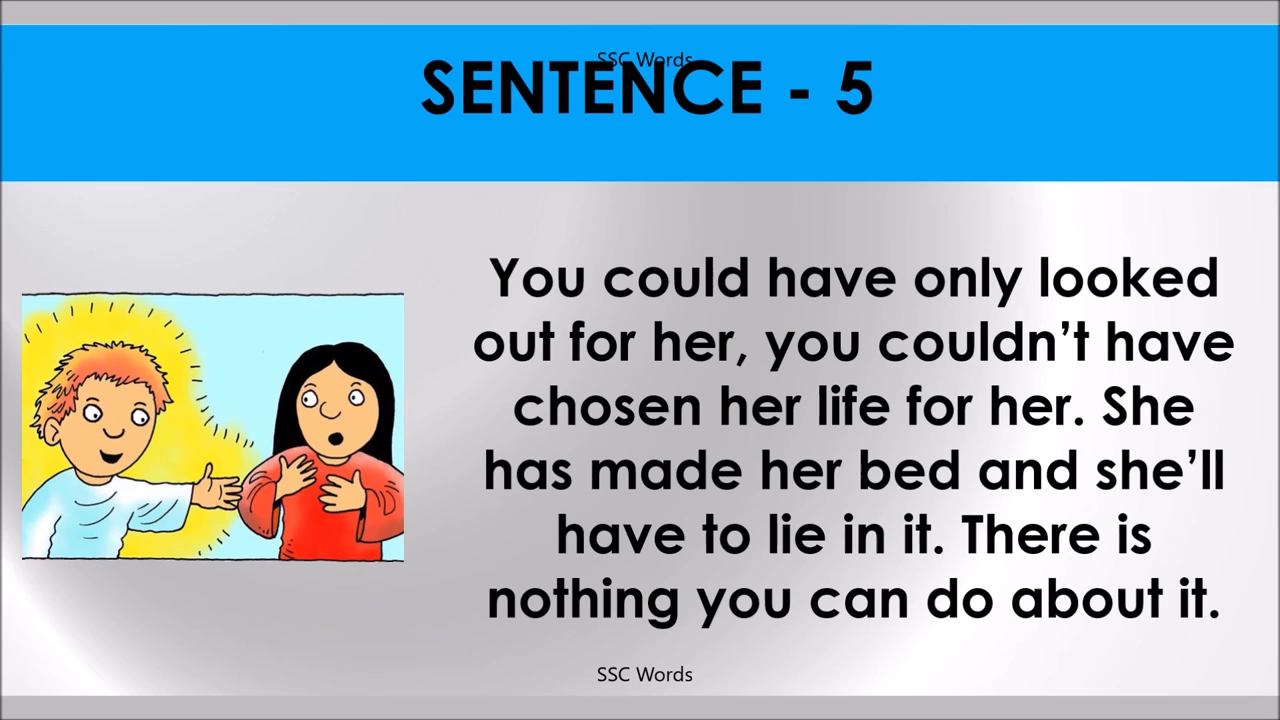 SSC Words
SENTENCE - 5
You could have only looked
out for her, you couldn’t have
chosen her life for her. She
has made her bed and she’ll
have to lie in it. There is
nothing you can do about it.
SSC Words